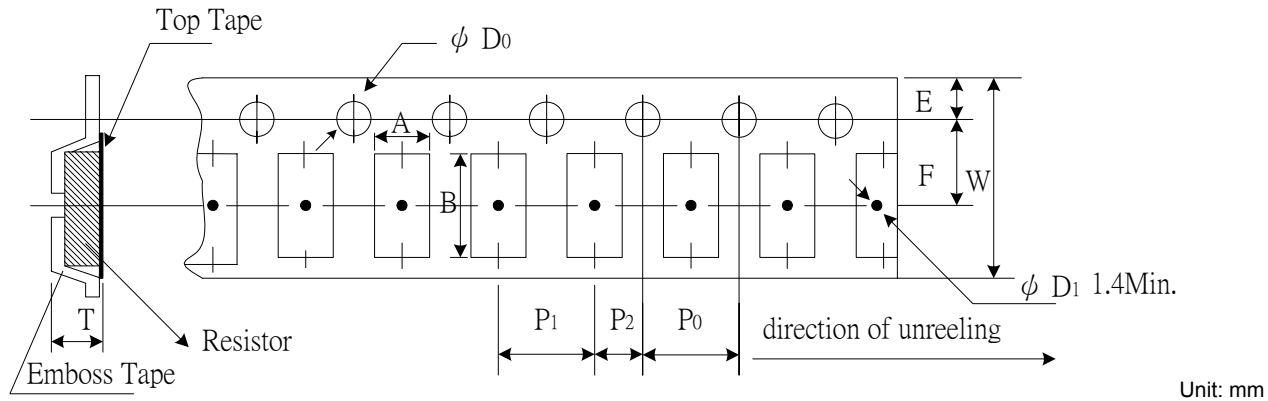 Top Tape
ϕ D0
A
E
B
F
W
ϕ D1 1.4Min.
T
P1
P2
P0
direction of unreeling
Resistor
Emboss Tape
Unit: mm